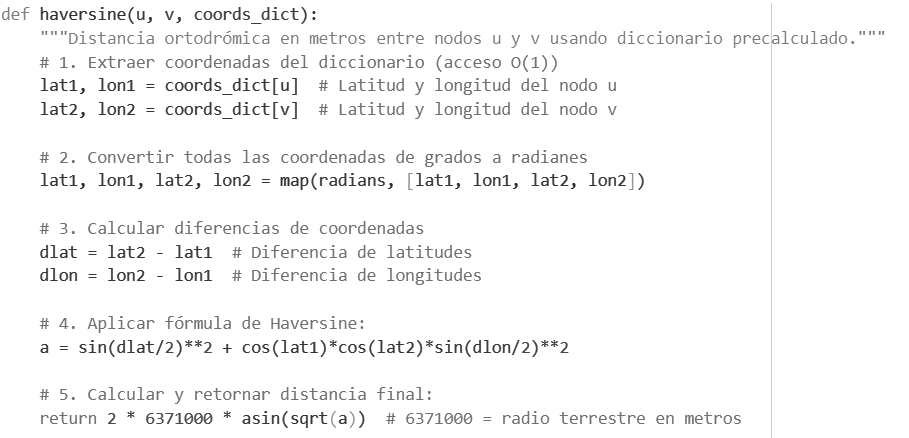 def haversine(u, v, coords_dict):
    """Distancia ortodrómica en metros entre nodos u y v usando diccionario precalculado."""
    # 1. Extraer coordenadas del diccionario (acceso O(1))
    lat1, lon1 = coords_dict[u]  # Latitud y longitud del nodo u
    lat2, lon2 = coords_dict[v]  # Latitud y longitud del nodo v

    # 2. Convertir todas las coordenadas de grados a radianes
    lat1, lon1, lat2, lon2 = map(radians, [lat1, lon1, lat2, lon2])

    # 3. Calcular diferencias de coordenadas
    dlat = lat2 - lat1  # Diferencia de latitudes
    dlon = lon2 - lon1  # Diferencia de longitudes

    # 4. Aplicar fórmula de Haversine:
    a = sin(dlat/2)**2 + cos(lat1)*cos(lat2)*sin(dlon/2)**2

    # 5. Calcular y retornar distancia final:
    return 2 * 6371000 * asin(sqrt(a))  # 6371000 = radio terrestre en metros